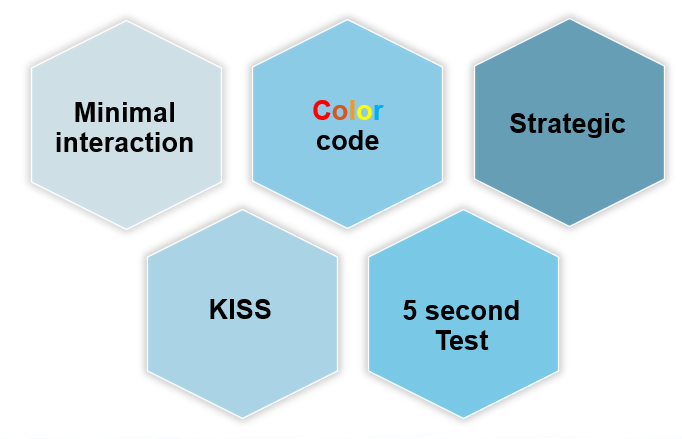 Minimal
interaction
Color
code
Strategic
KISS
5 second
Test